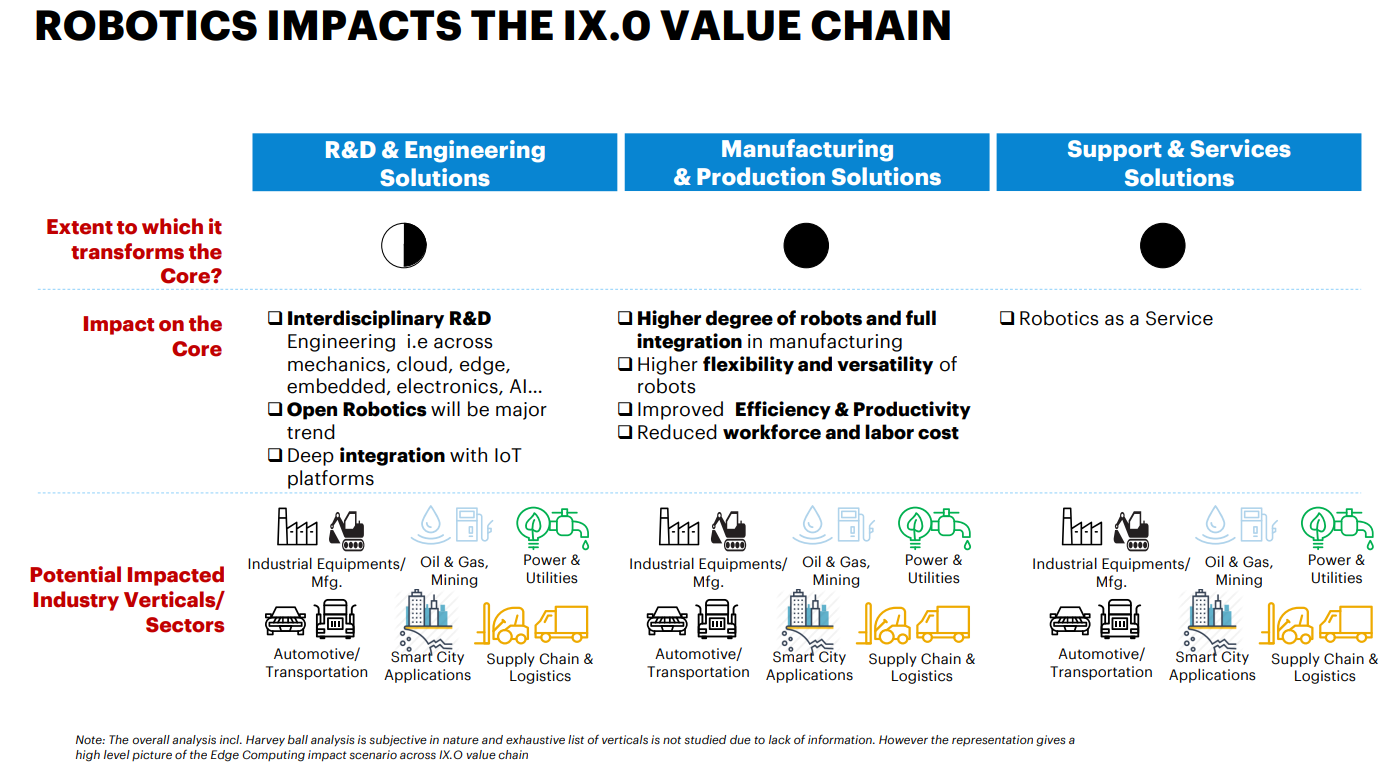 ROBOTICS IMPACTS THE IX.0 VALUE CHAIN
R&D & Engineering
Solutions
Manufacturing
& Production Solutions
Support & Services
Solutions
Extent to which it
transforms the
Core?
Impact on the
Core
Interdisciplinary R&D
Engineering i.e across
mechanics, cloud, edge,
embedded, electronics, AI...
Open Robotics will be major
trend
Deep integration with IoT
platforms
Higher degree of robots and full
integration in manufacturing
Higher flexibility and versatility of
robots
Improved Efficiency & Productivity
Reduced workforce and labor cost
Robotics as a Service
Potential Impacted
Industry Verticals/
Sectors
Industrial Equipments/
Mfg.
Oil & Gas,
Mining
Power &
Utilities
Automotive/
Transportation
Smart City
Applications
Supply Chain &
Logistics
Industrial Equipments/
Mfg.
Oil & Gas,
Mining
Power &
Utilities
Automotive/
Transportation
Smart City
Applications
Supply Chain &
Logistics
Industrial Equipments/
Mfg.
Oil & Gas,
Mining
Power &
Utilities
Automotive/
Transportation
Smart City
Applications
Supply Chain &
Logistics
Note: The overall analysis incl. Harvey ball analysis is subjective in nature and exhaustive list of verticals is not studied due to lack of information. However the representation gives a
high level picture of the Edge Computing impact scenario across IX.O value chain